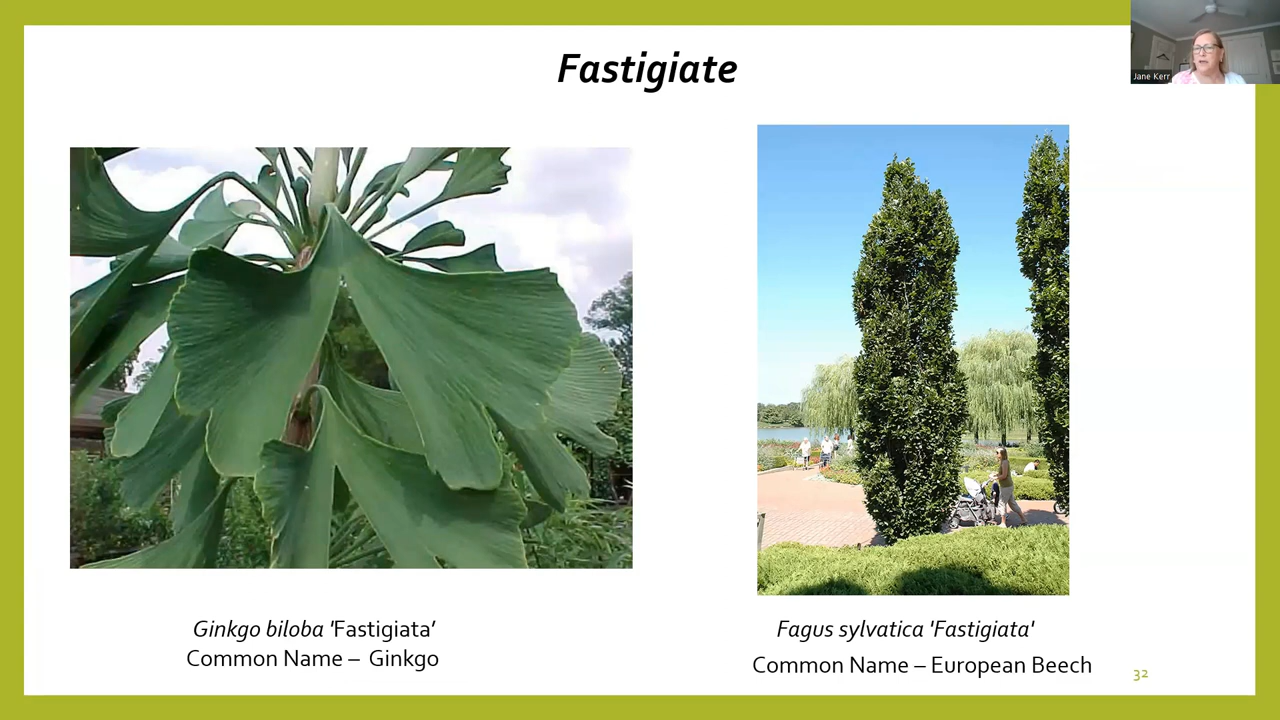 Fastigiate
Jane Kerr
Ginkgo biloba 'Fastigiata’
Common Name – Ginkgo
Fagus sylvatica 'Fastigiata'
Common Name – European Beech
32